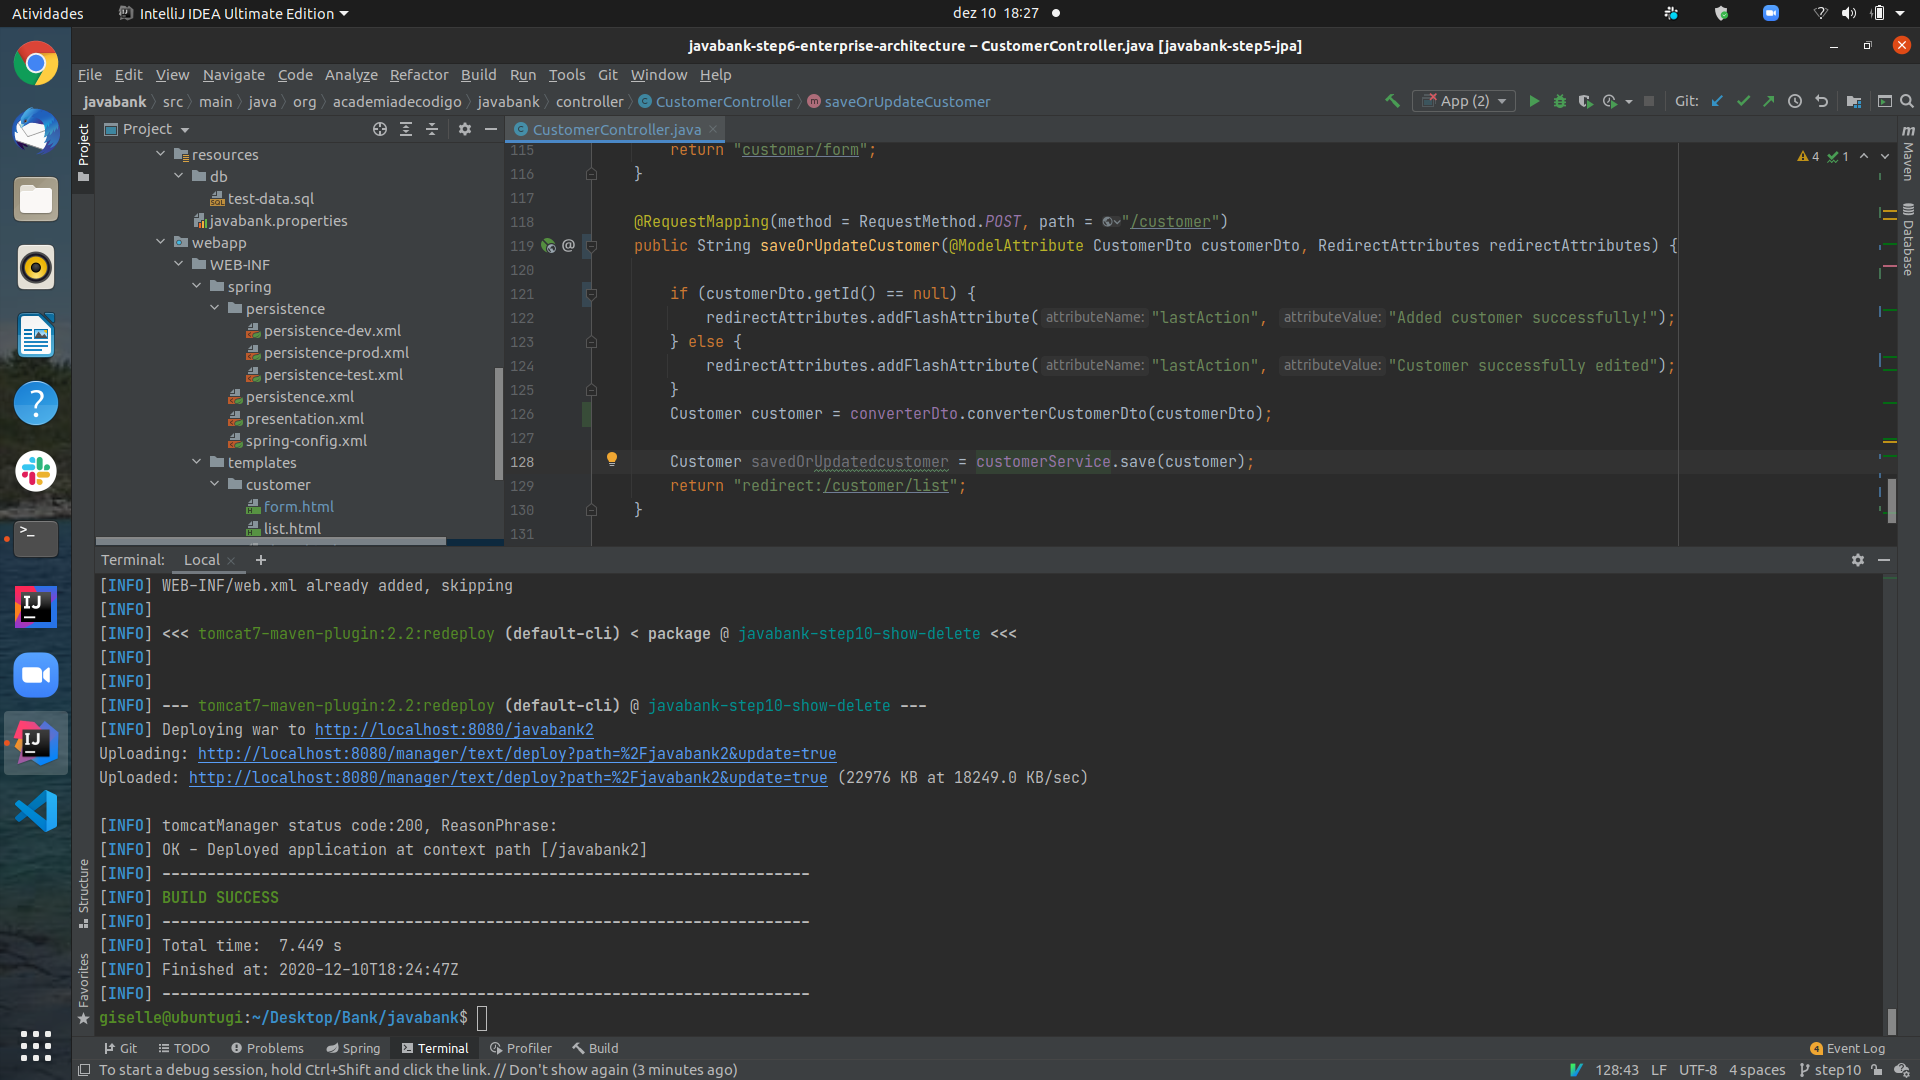 Atividades
IntelliJ IDEA Ultimate Edition
dez 10 18:27
javabank-step6-enterprise-architecture – CustomerController.java [javabank-step5-jpa]
File Edit View Navigate Code Analyze Refactor Build Run Tools Git Window Help
javabank src main java org academiadecodigo javabank controller CustomerController saveOrUpdateCustomer
App (2)
Git:
Project
Project
CustomerController.java
resources
db
test-data.sql
javabank.properties
webapp
WEB-INF
spring
persistence
persistence-dev.xml
persistence-prod.xml
persistence-test.xml
persistence.xml
presentation.xml
spring-config.xml
templates
customer
form.html
list.html
4 1
115 return "customer/form";
116 }
117
118 @RequestMapping(method = RequestMethod.POST, path = "/customer")
119 @ public String saveOrUpdateCustomer(@ModelAttribute CustomerDto customerDto, RedirectAttributes redirectAttributes) {
120
121 if (customerDto.getId() == null) {
122 redirectAttributes.addFlashAttribute( attributeName: "lastAction", attributeValue: "Added customer successfully!");
123 } else {
124 redirectAttributes.addFlashAttribute( attributeName: "lastAction", attributeValue: "Customer successfully edited");
125 }
126 Customer customer = converterDto.converterCustomerDto(customerDto);
127
128 Customer savedOrUpdatedcustomer = customerService.save(customer);
129 return "redirect:/customer/list";
130 }
131
Maven
Database
Terminal: Local +
[INFO] WEB-INF/web.xml already added, skipping
[INFO]
[INFO] <<< tomcat7-maven-plugin:2.2:redeploy (default-cli) < package @ javabank-step10-show-delete <<<
[INFO]
[INFO]
[INFO] --- tomcat7-maven-plugin:2.2:redeploy (default-cli) @ javabank-step10-show-delete ---
[INFO] Deploying war to http://localhost:8080/javabank2
Uploading: http://localhost:8080/manager/text/deploy?path=%2Fjavabank2&update=true
Uploaded: http://localhost:8080/manager/text/deploy?path=%2Fjavabank2&update=true (22976 KB at 18249.0 KB/sec)
[INFO] tomcatManager status code:200, ReasonPhrase:
[INFO] OK - Deployed application at context path [/javabank2]
[INFO] ------------------------------------------------------------------------
[INFO] BUILD SUCCESS
[INFO] ------------------------------------------------------------------------
[INFO] Total time:  7.449 s
[INFO] Finished at: 2020-12-10T18:24:47Z
[INFO] ------------------------------------------------------------------------
giselle@ubuntugi:~/Desktop/Bank/javabank$
Structure
Favorites
Git TODO Problems Spring Terminal Profiler Build
4 Event Log
To start a debug session, hold Ctrl+Shift and click the link. // Don't show again (3 minutes ago)
128:43 LF UTF-8 4 spaces step10